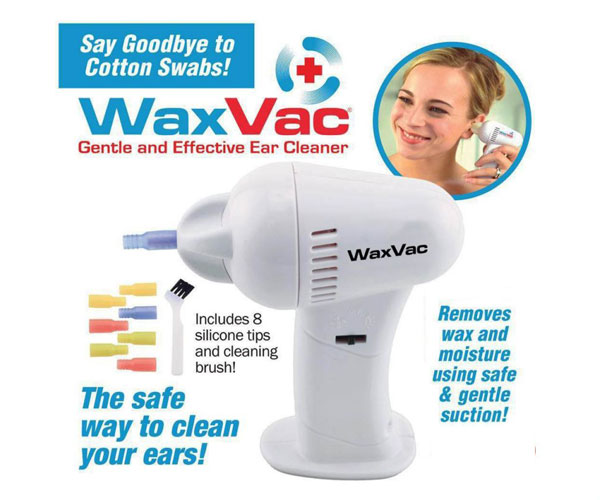 Say Goodbye to
Cotton Swabs!
WaxVac®
Gentle and Effective Ear Cleaner
WaxVac
Includes 8
silicone tips
and cleaning
brush!
Removes
wax and
moisture
using safe
& gentle
suction!
The safe
way to clean
your ears!